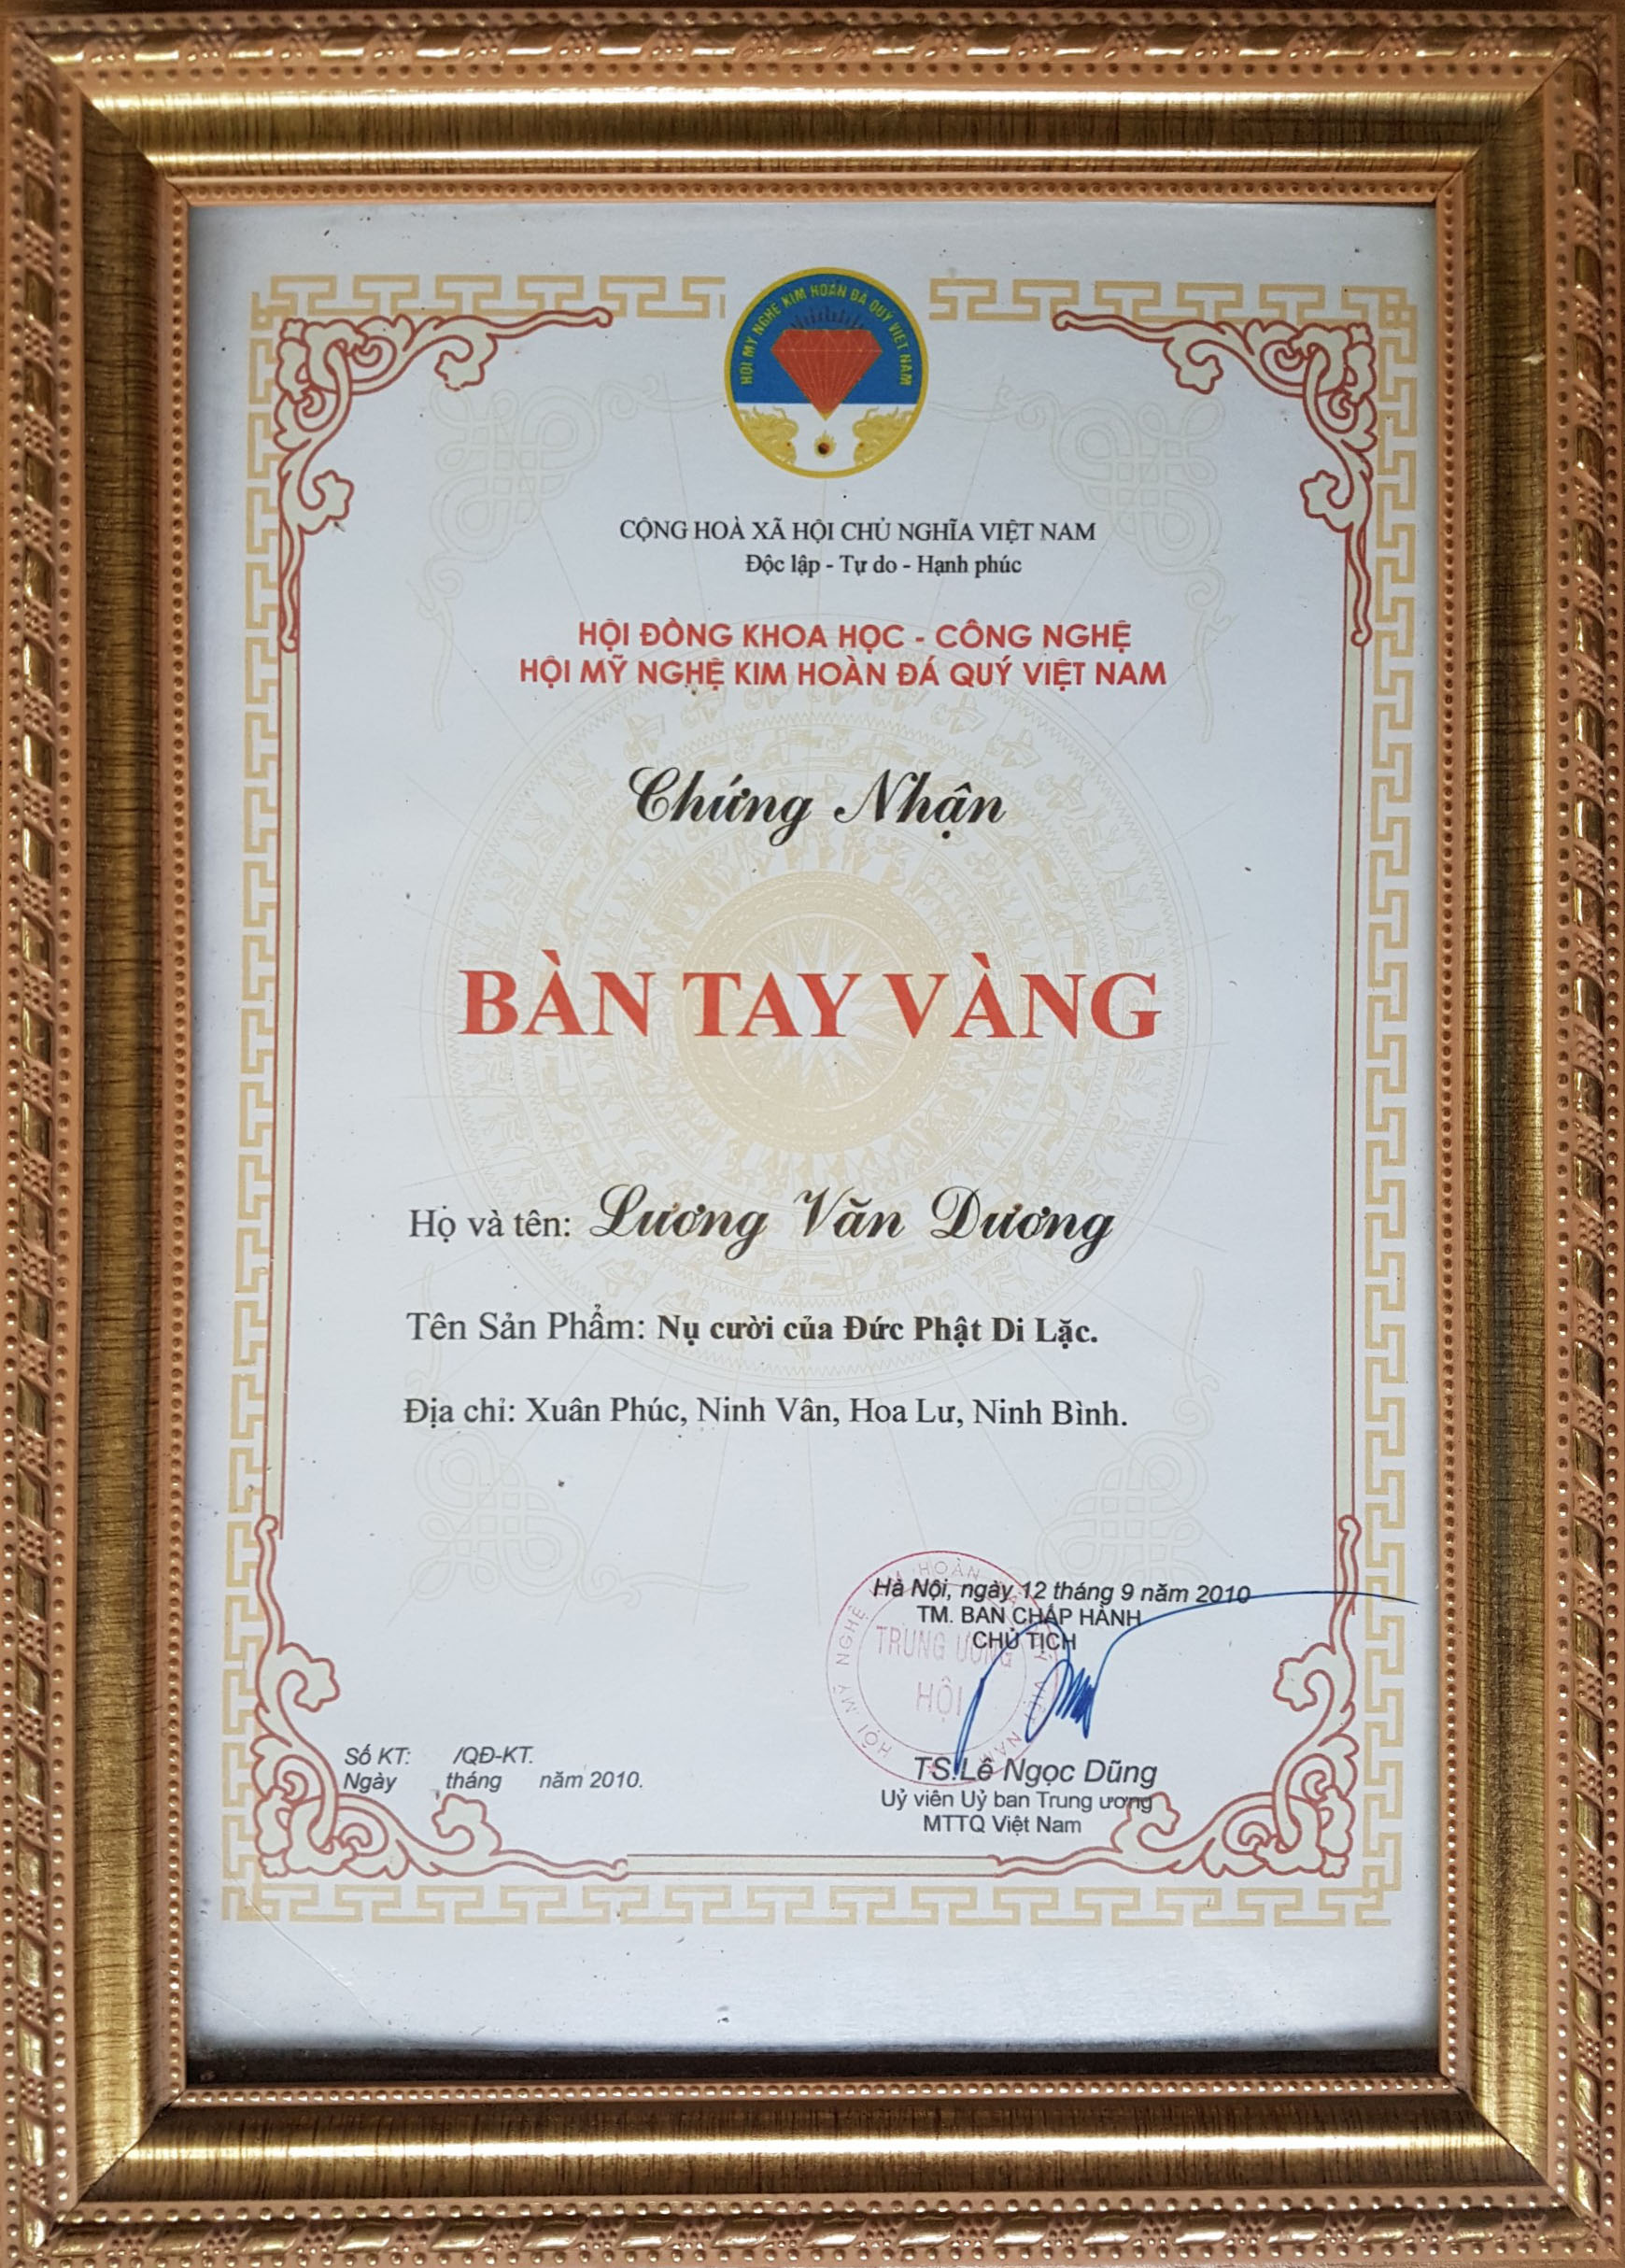 HỘI MỸ NGHỆ KIM HOÀN ĐÁ QUÝ VIỆT NAM
CỘNG HOÀ XÃ HỘI CHỦ NGHĨA VIỆT NAM
Độc lập - Tự do - Hạnh phúc
HỘI ĐỒNG KHOA HỌC - CÔNG NGHỆ
HỘI MỸ NGHỆ KIM HOÀN ĐÁ QUÝ VIỆT NAM
Chứng Nhận
BÀN TAY VÀNG
Họ và tên: Lương Văn Dương
Tên Sản Phẩm: Nụ cười của Đức Phật Di Lặc.
Địa chỉ: Xuân Phúc, Ninh Vân, Hoa Lư, Ninh Bình.
Hà Nội, ngày 12 tháng 9 năm 2010
TM. BAN CHẤP HÀNH
CHỦ TỊCH
TRUNG ƯƠNG
HỘI
TS.Lê Ngọc Dũng
Uỷ viên Uỷ ban Trung ương
MTTQ Việt Nam
Số KT: /QĐ-KT.
Ngày tháng năm 2010.